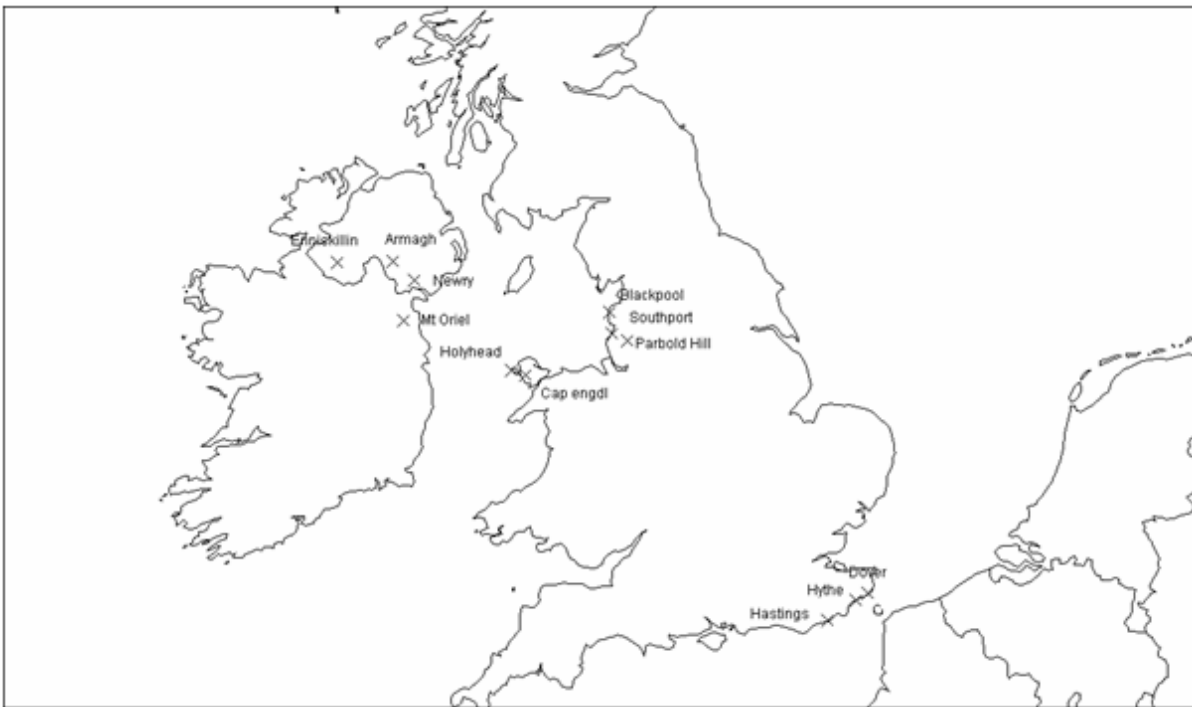 Enniskillin
Armagh
Newry
Mt Oriel
Blackpool
Southport
Parbold Hill
Holyhead
Cap engdl
Dover
Hythe
Hastings